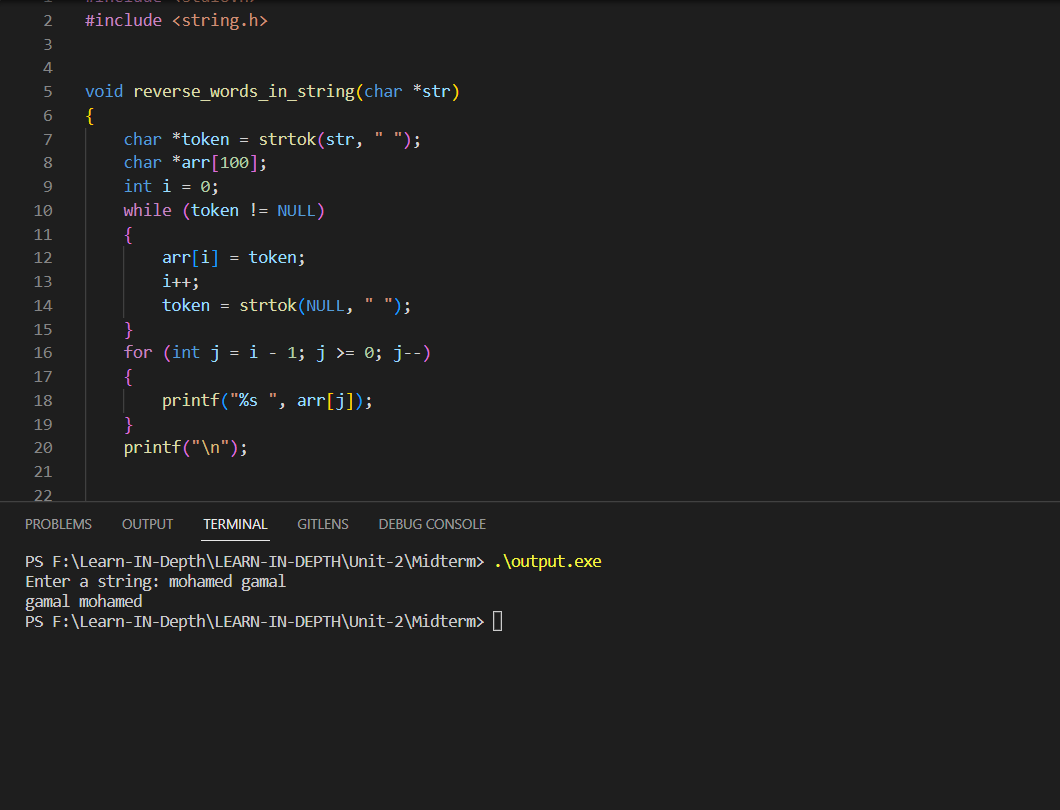 2 #include <string.h>
3
4
5 void reverse_words_in_string(char *str)
6 {
7 char *token = strtok(str, " ");
8 char *arr[100];
9 int i = 0;
10 while (token != NULL)
11 {
12 arr[i] = token;
13 i++;
14 token = strtok(NULL, " ");
15 }
16 for (int j = i - 1; j >= 0; j--)
17 {
18 printf("%s ", arr[j]);
19 }
20 printf("\n");
21
22
PROBLEMS OUTPUT TERMINAL GITLENS DEBUG CONSOLE
PS F:\Learn-IN-Depth\LEARN-IN-DEPTH\Unit-2\Midterm> .\output.exe
Enter a string: mohamed gamal
gamal mohamed
PS F:\Learn-IN-Depth\LEARN-IN-DEPTH\Unit-2\Midterm>